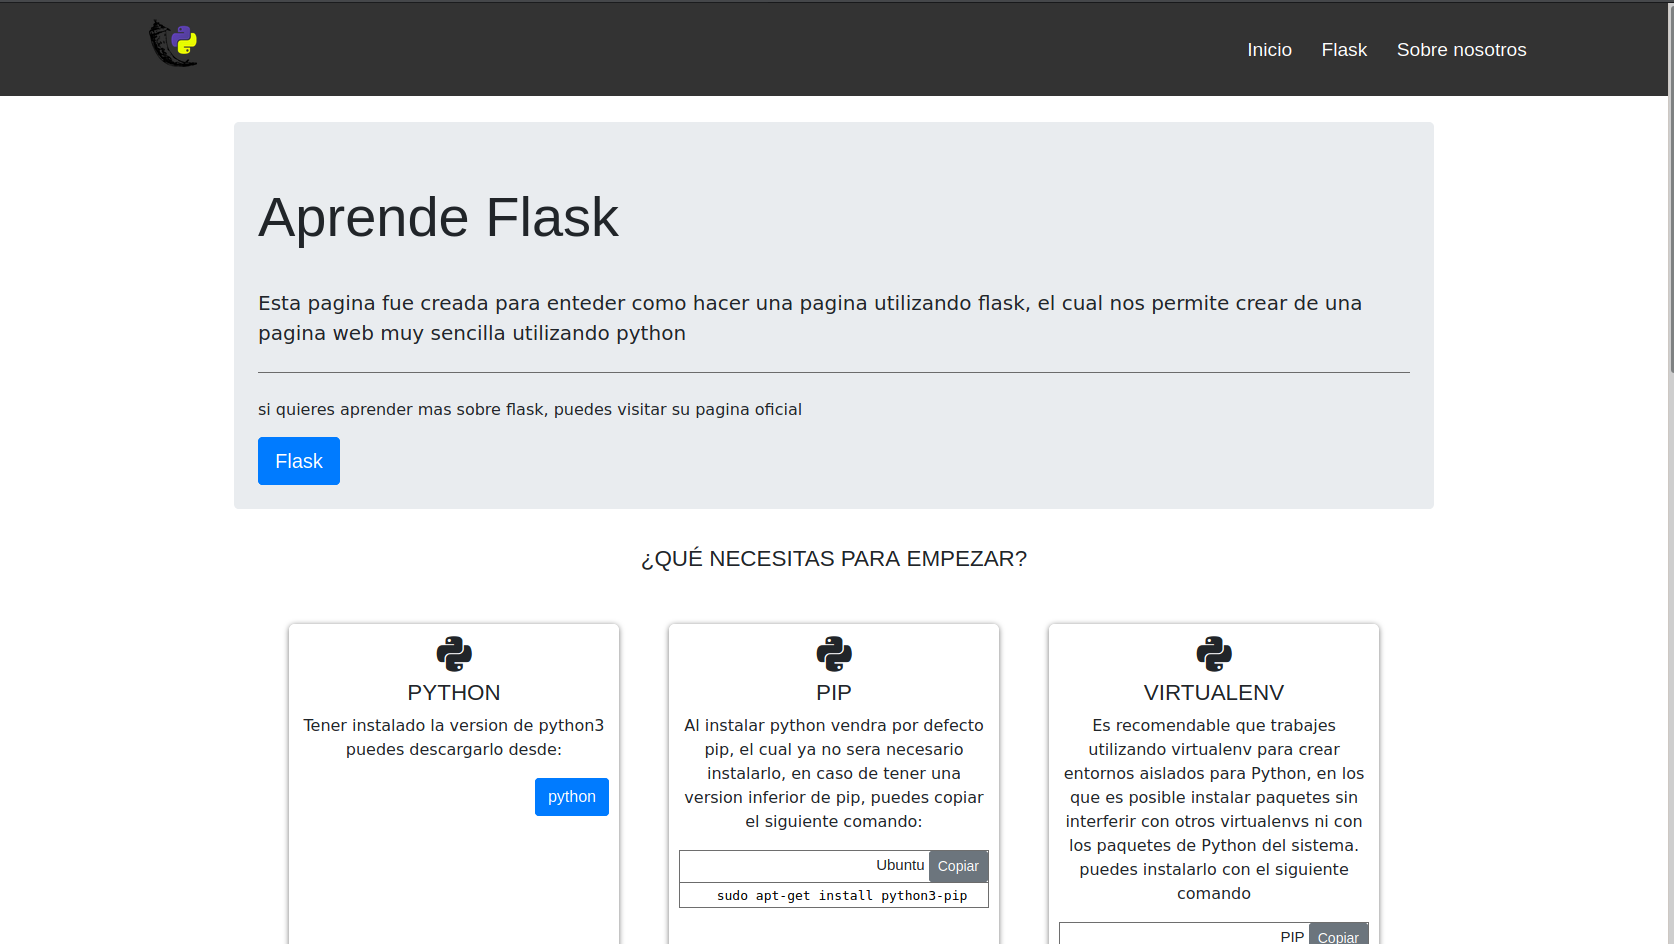 Inicio Flask Sobre nosotros
Aprende Flask
Esta pagina fue creada para enteder como hacer una pagina utilizando flask, el cual nos permite crear de una
pagina web muy sencilla utilizando python
si quieres aprender mas sobre flask, puedes visitar su pagina oficial
Flask
¿QUÉ NECESITAS PARA EMPEZAR?
PYTHON
Tener instalado la version de python3
puedes descargarlo desde:
python
PIP
Al instalar python vendra por defecto
pip, el cual ya no sera necesario
instalarlo, en caso de tener una
version inferior de pip, puedes copiar
el siguiente comando:
Ubuntu Copiar
sudo apt-get install python3-pip
VIRTUALENV
Es recomendable que trabajes
utilizando virtualenv para crear
entornos aislados para Python, en los
que es posible instalar paquetes sin
interferir con otros virtualenvs ni con
los paquetes de Python del sistema.
puedes instalarlo con el siguiente
comando
PIP Copiar